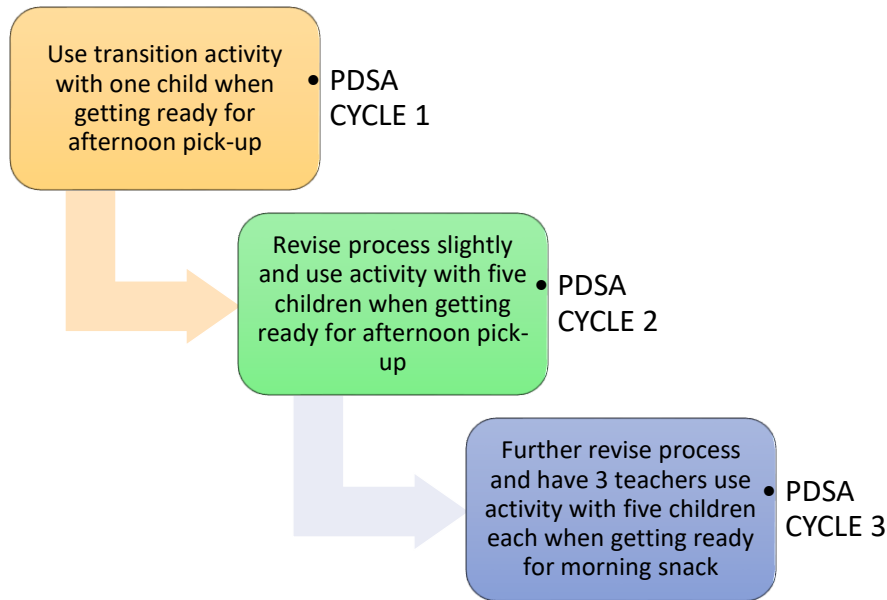 Use transition activity
with one child when
getting ready for
afternoon pick-up
• PDSA
CYCLE 1
Revise process slightly
and use activity with five
children when getting
ready for afternoon pick-
up
• PDSA
CYCLE 2
Further revise process
and have 3 teachers use
activity with five children
each when getting ready
for morning snack
• PDSA
CYCLE 3